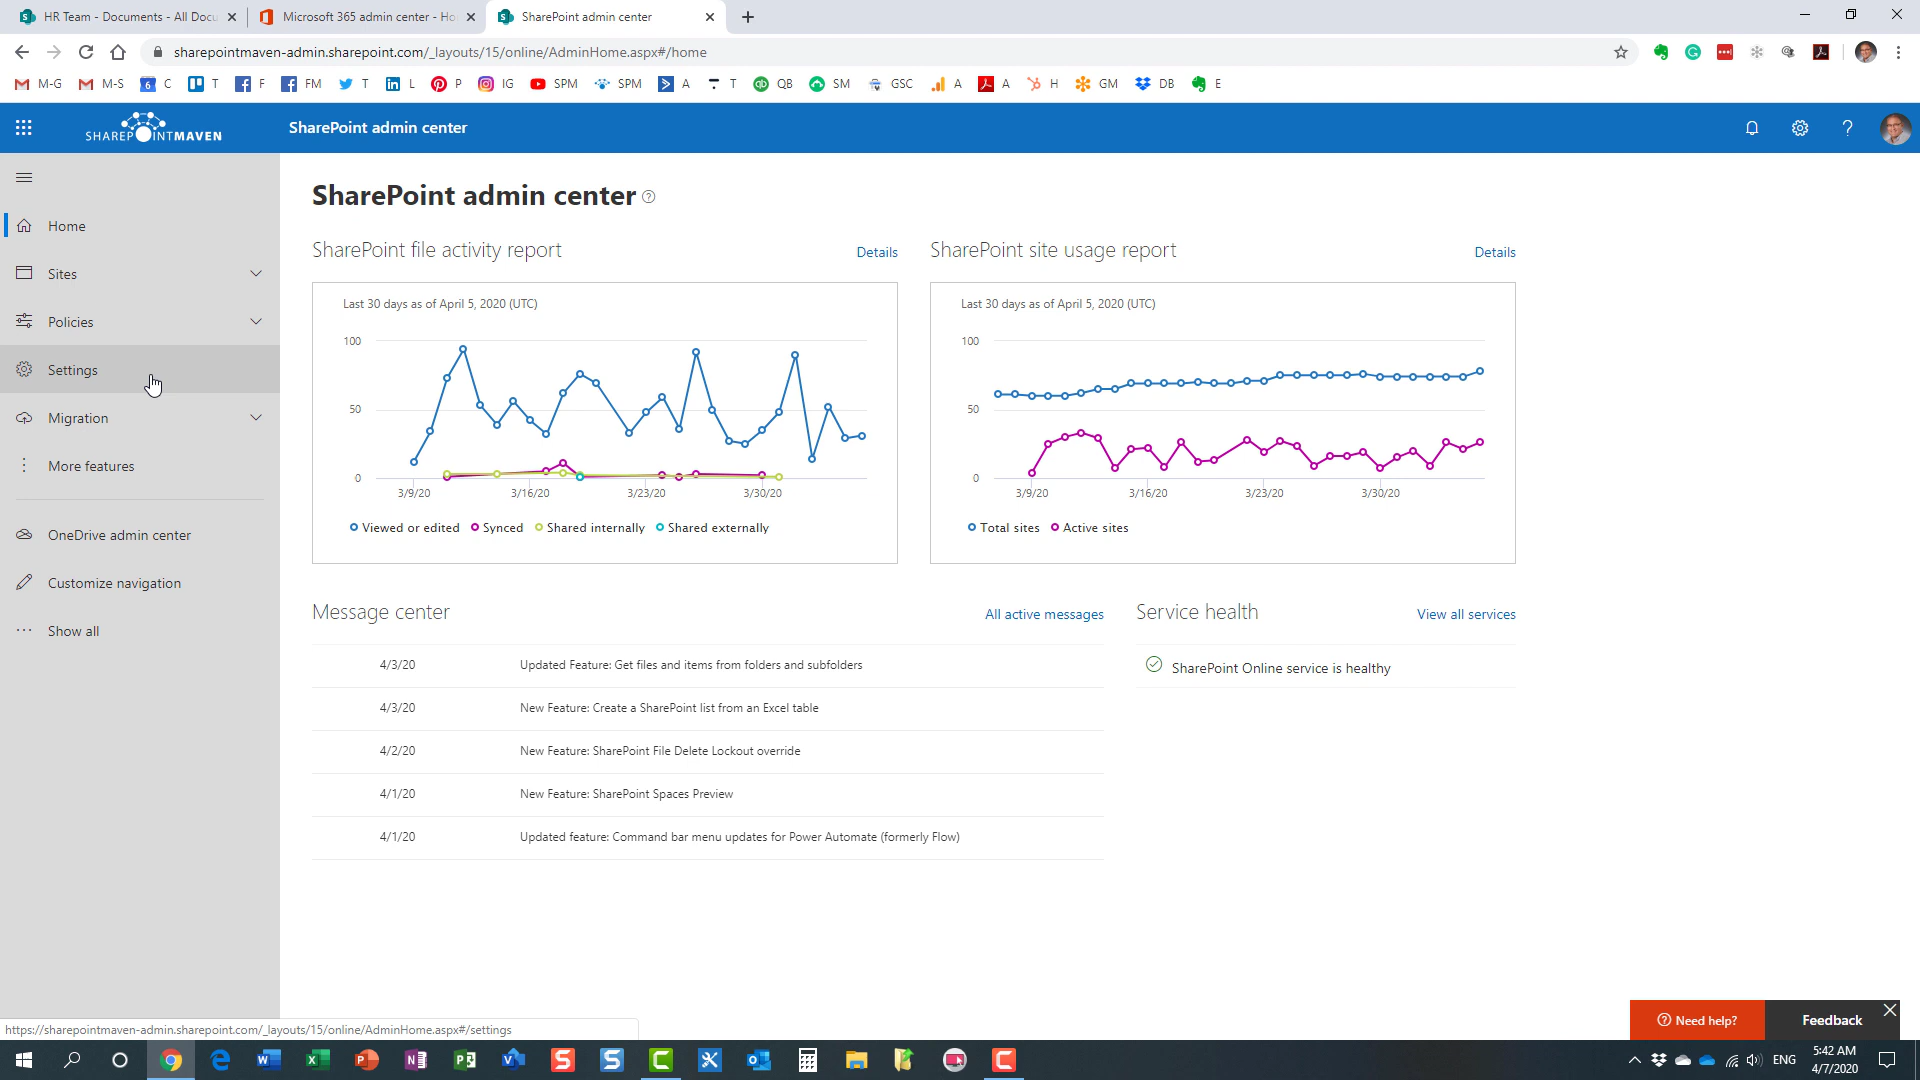 HR Team - Documents - All Docu
Microsoft 365 admin center - Ho
SharePoint admin center
sharepointmaven-admin.sharepoint.com/_layouts/15/online/AdminHome.aspx#/home
M-G M-S C T F FM T L P IG SPM SPM A T QB SM GSC A A H GM DB E
SHAREPOINTMAVEN
SharePoint admin center
Home
Sites
Policies
Settings
Migration
More features
OneDrive admin center
Customize navigation
Show all
SharePoint admin center
SharePoint file activity report
Details
Last 30 days as of April 5, 2020 (UTC)
100
50
0
3/9/20 3/16/20 3/23/20 3/30/20
Viewed or edited Synced Shared internally Shared externally
SharePoint site usage report
Details
Last 30 days as of April 5, 2020 (UTC)
100
50
0
3/9/20 3/16/20 3/23/20 3/30/20
Total sites Active sites
Message center
All active messages
4/3/20 Updated Feature: Get files and items from folders and subfolders
4/3/20 New Feature: Create a SharePoint list from an Excel table
4/2/20 New Feature: SharePoint File Delete Lockout override
4/1/20 New Feature: SharePoint Spaces Preview
4/1/20 Updated feature: Command bar menu updates for Power Automate (formerly Flow)
Service health
View all services
SharePoint Online service is healthy
Need help?
Feedback
https://sharepointmaven-admin.sharepoint.com/_layouts/15/online/AdminHome.aspx#/settings
ENG
5:42 AM
4/7/2020